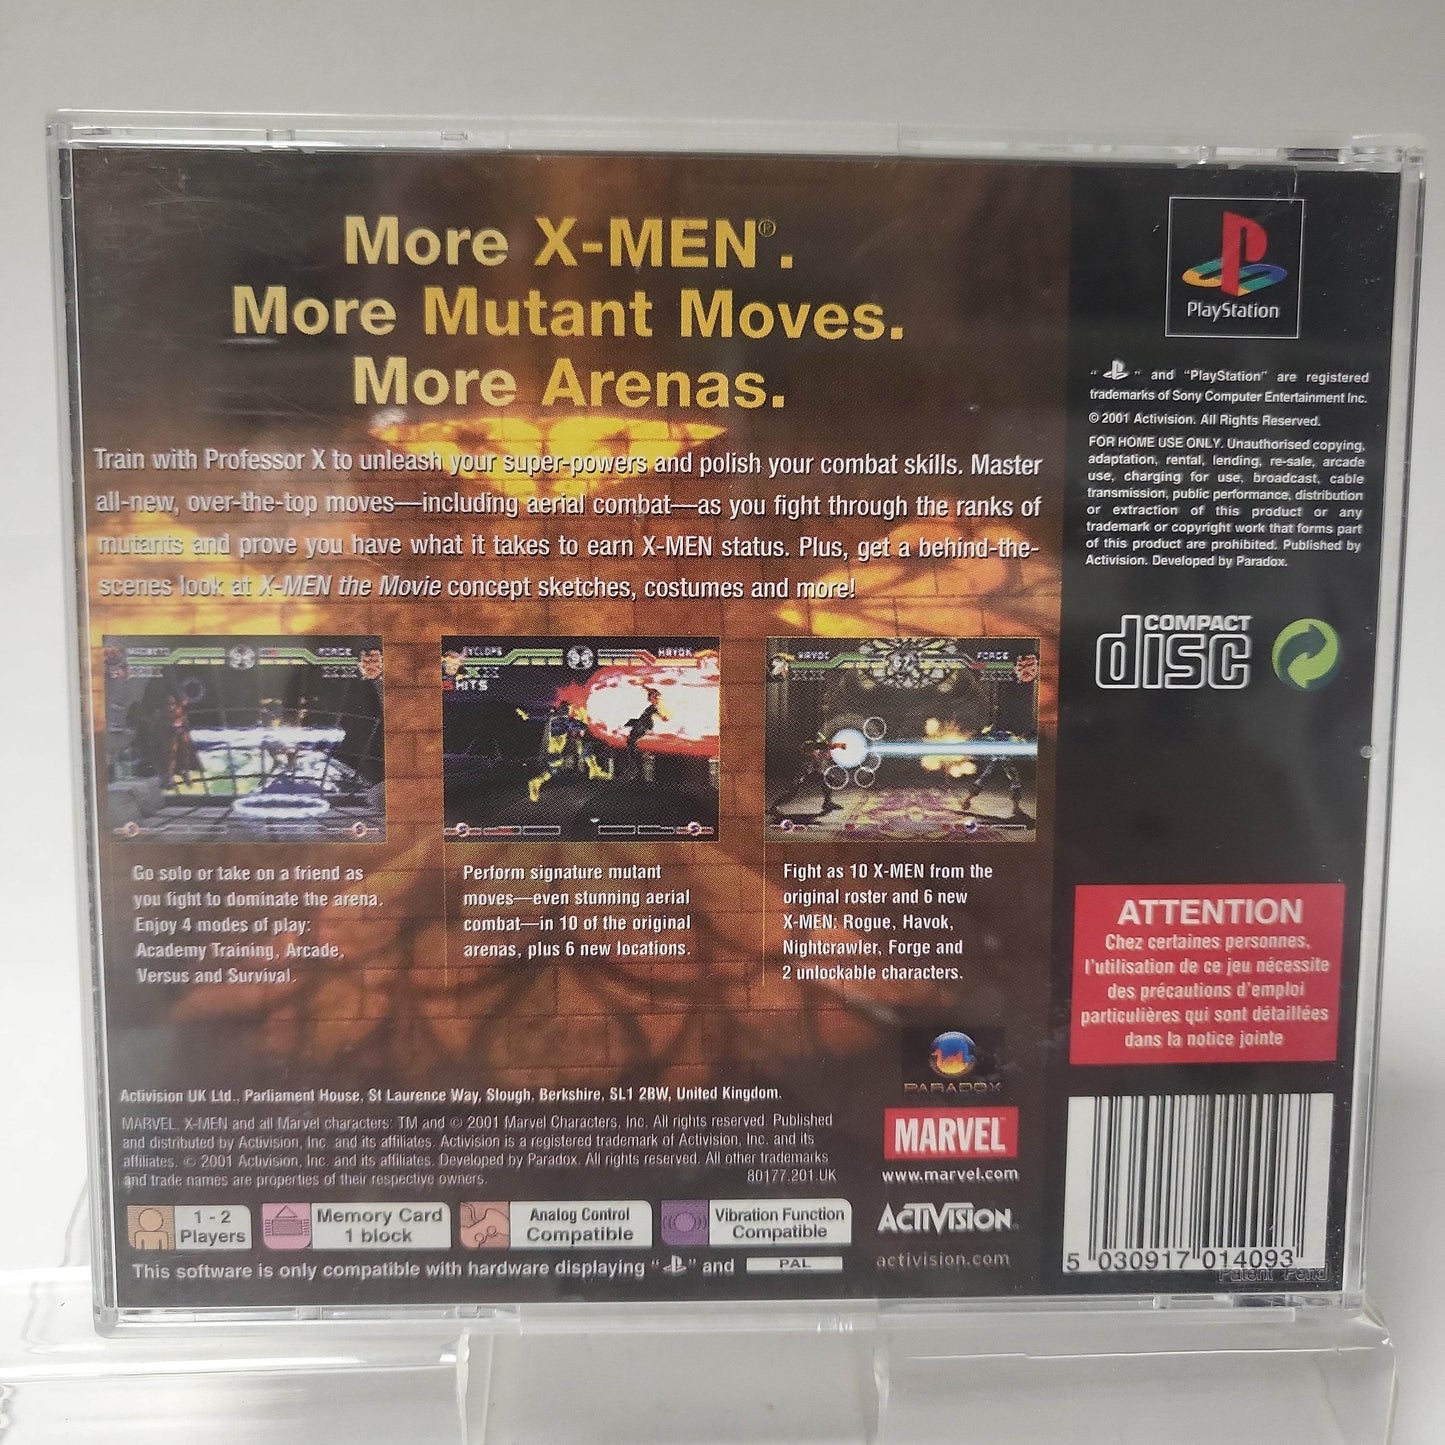 More X-MEN®.
More Mutant Moves.
More Arenas.
Train with Professor X to unleash your super-powers and polish your combat skills. Master
all-new, over-the-top moves—including aerial combat—as you fight through the ranks of
mutants and prove you have what it takes to earn X-MEN status. Plus, get a behind-the-
scenes look at X-MEN the Movie concept sketches, costumes and more!
MAGNETO
FORGE
CYCLOPS
HAVOK
HITS
HAVOK
FORGE
Go solo or take on a friend as
you fight to dominate the arena.
Enjoy 4 modes of play:
Academy Training, Arcade,
Versus and Survival.
Perform signature mutant
moves—even stunning aerial
combat—in 10 of the original
arenas, plus 6 new locations.
Fight as 10 X-MEN from the
original roster and 6 new
X-MEN: Rogue, Havok,
Nightcrawler, Forge and
2 unlockable characters.
Activision UK Ltd., Parliament House, St Laurence Way, Slough, Berkshire, SL1 2BW, United Kingdom.
MARVEL, X-MEN and all Marvel characters: TM and © 2001 Marvel Characters, Inc. All rights reserved. Published
and distributed by Activision, Inc. and its affiliates. Activision is a registered trademark of Activision, Inc. and its
affiliates. © 2001 Activision, Inc. and its affiliates. Developed by Paradox. All rights reserved. All other trademarks
and trade names are properties of their respective owners.
80177.201.UK
1 - 2
Players
Memory Card
1 block
Analog Control
Compatible
Vibration Function
Compatible
This software is only compatible with hardware displaying " " and PAL
PARADOX
MARVEL
www.marvel.com
ACTIVISION
activision.com
PlayStation
" " and "PlayStation" are registered
trademarks of Sony Computer Entertainment Inc.
© 2001 Activision. All Rights Reserved.
FOR HOME USE ONLY. Unauthorised copying,
adaptation, rental, lending, re-sale, arcade
use, charging for use, broadcast, cable
transmission, public performance, distribution
or extraction of this product or any
trademark or copyright work that forms part
of this product are prohibited. Published by
Activision. Developed by Paradox.
COMPACT
disc
ATTENTION
Chez certaines personnes,
l'utilisation de ce jeu nécessite
des précautions d'emploi
particulières qui sont détaillées
dans la notice jointe
5 030917 014093
Patent Pend